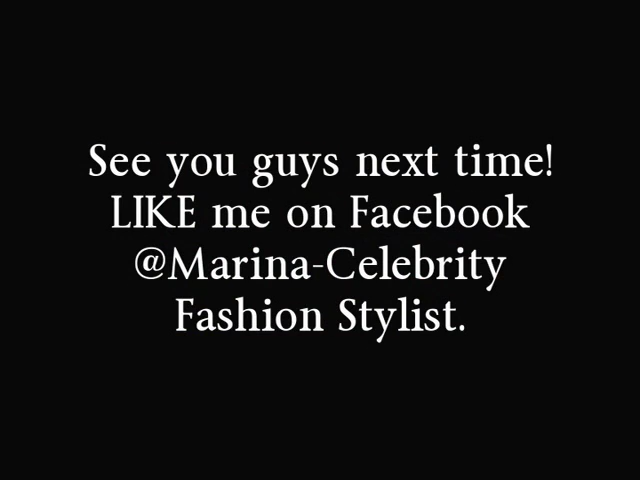 See you guys next time!
LIKE me on Facebook
@Marina-Celebrity
Fashion Stylist.